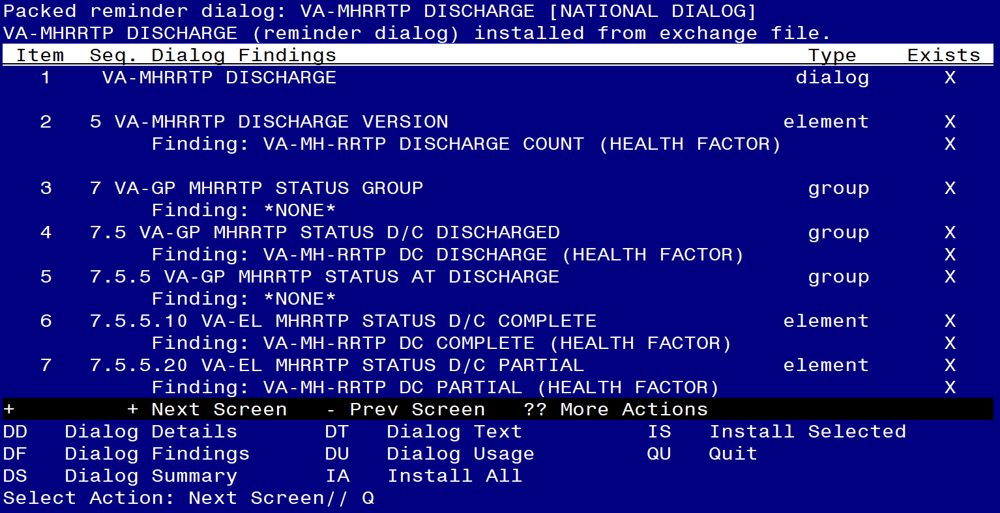 Packed reminder dialog: VA-MHRRTP DISCHARGE [NATIONAL DIALOG]
VA-MHRRTP DISCHARGE (reminder dialog) installed from exchange file.
Item Seq. Dialog Findings Type Exists
1 VA-MHRRTP DISCHARGE dialog X
2 5 VA-MHRRTP DISCHARGE VERSION element X
Finding: VA-MH-RRTP DISCHARGE COUNT (HEALTH FACTOR) X
3 7 VA-GP MHRRTP STATUS GROUP group X
Finding: *NONE*
4 7.5 VA-GP MHRRTP STATUS D/C DISCHARGED group X
Finding: VA-MH-RRTP DC DISCHARGE (HEALTH FACTOR) X
5 7.5.5 VA-GP MHRRTP STATUS AT DISCHARGE group X
Finding: *NONE*
6 7.5.5.10 VA-EL MHRRTP STATUS D/C COMPLETE element X
Finding: VA-MH-RRTP DC COMPLETE (HEALTH FACTOR) X
7 7.5.5.20 VA-EL MHRRTP STATUS D/C PARTIAL element X
Finding: VA-MH-RRTP DC PARTIAL (HEALTH FACTOR) X
+ + Next Screen - Prev Screen ?? More Actions
DD Dialog Details DT Dialog Text IS Install Selected
DF Dialog Findings DU Dialog Usage QU Quit
DS Dialog Summary IA Install All
Select Action: Next Screen// Q